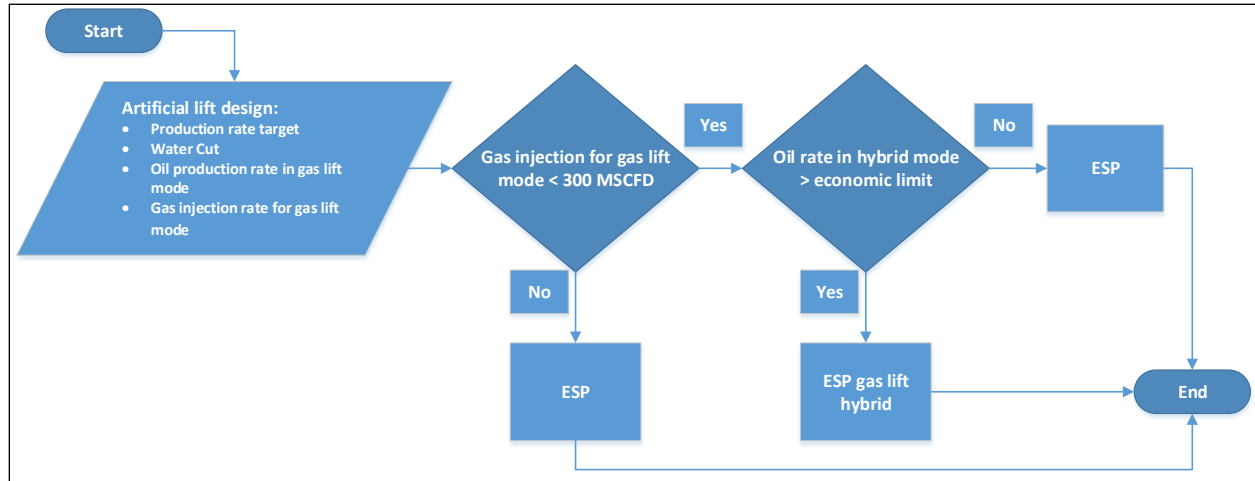 Start
Artificial lift design:
• Production rate target
• Water Cut
• Oil production rate in gas lift
mode
• Gas injection rate for gas lift
mode
Gas injection for gas lift
mode < 300 MSCFD
Yes
Oil rate in hybrid mode
> economic limit
No
ESP
No
Yes
ESP
ESP gas lift
hybrid
End